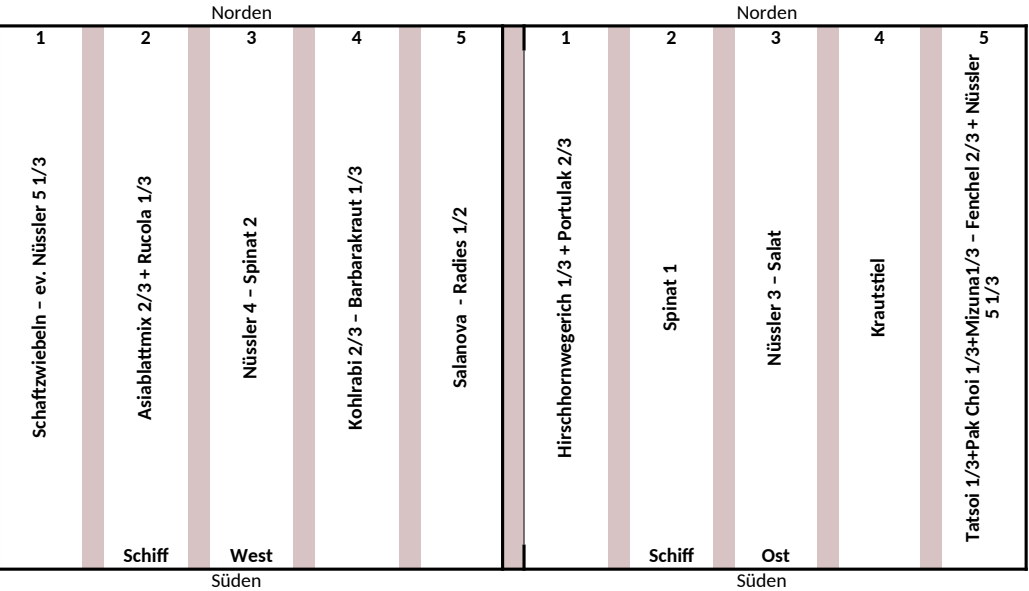 Norden
1
2
3
4
5
Schaftzwiebeln – ev. Nüssler 5 1/3
Asiablattmix 2/3 + Rucola 1/3
Nüssler 4 – Spinat 2
Kohlrabi 2/3 – Barbarakraut 1/3
Salanova - Radies 1/2
Schiff
West
Süden
Norden
1
2
3
4
5
Hirschhornwegerich 1/3 + Portulak 2/3
Spinat 1
Nüssler 3 – Salat
Krautstiel
Tatsoi 1/3+Pak Choi 1/3+Mizuna1/3 – Fenchel 2/3 + Nüssler
5 1/3
Schiff
Ost
Süden